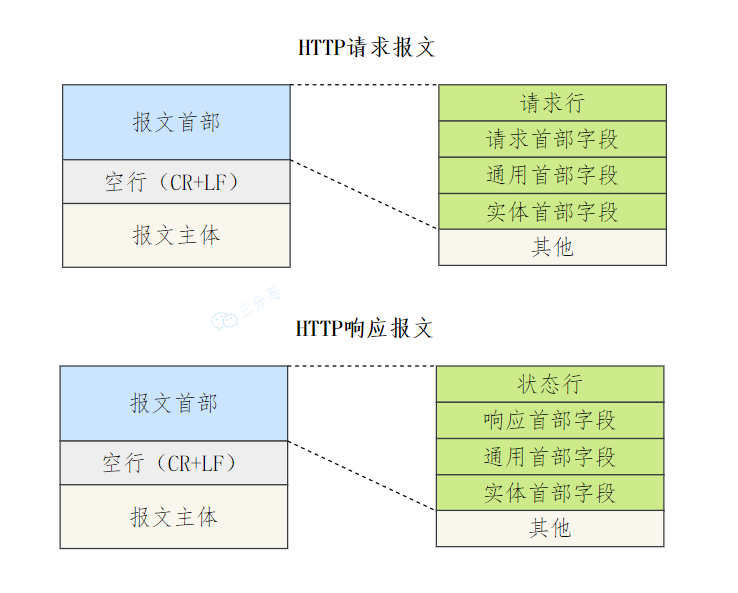 HTTP请求报文
报文首部
空行（CR+LF）
报文主体
请求行
请求首部字段
通用首部字段
实体首部字段
其他
三分恶
HTTP响应报文
报文首部
空行（CR+LF）
报文主体
状态行
响应首部字段
通用首部字段
实体首部字段
其他